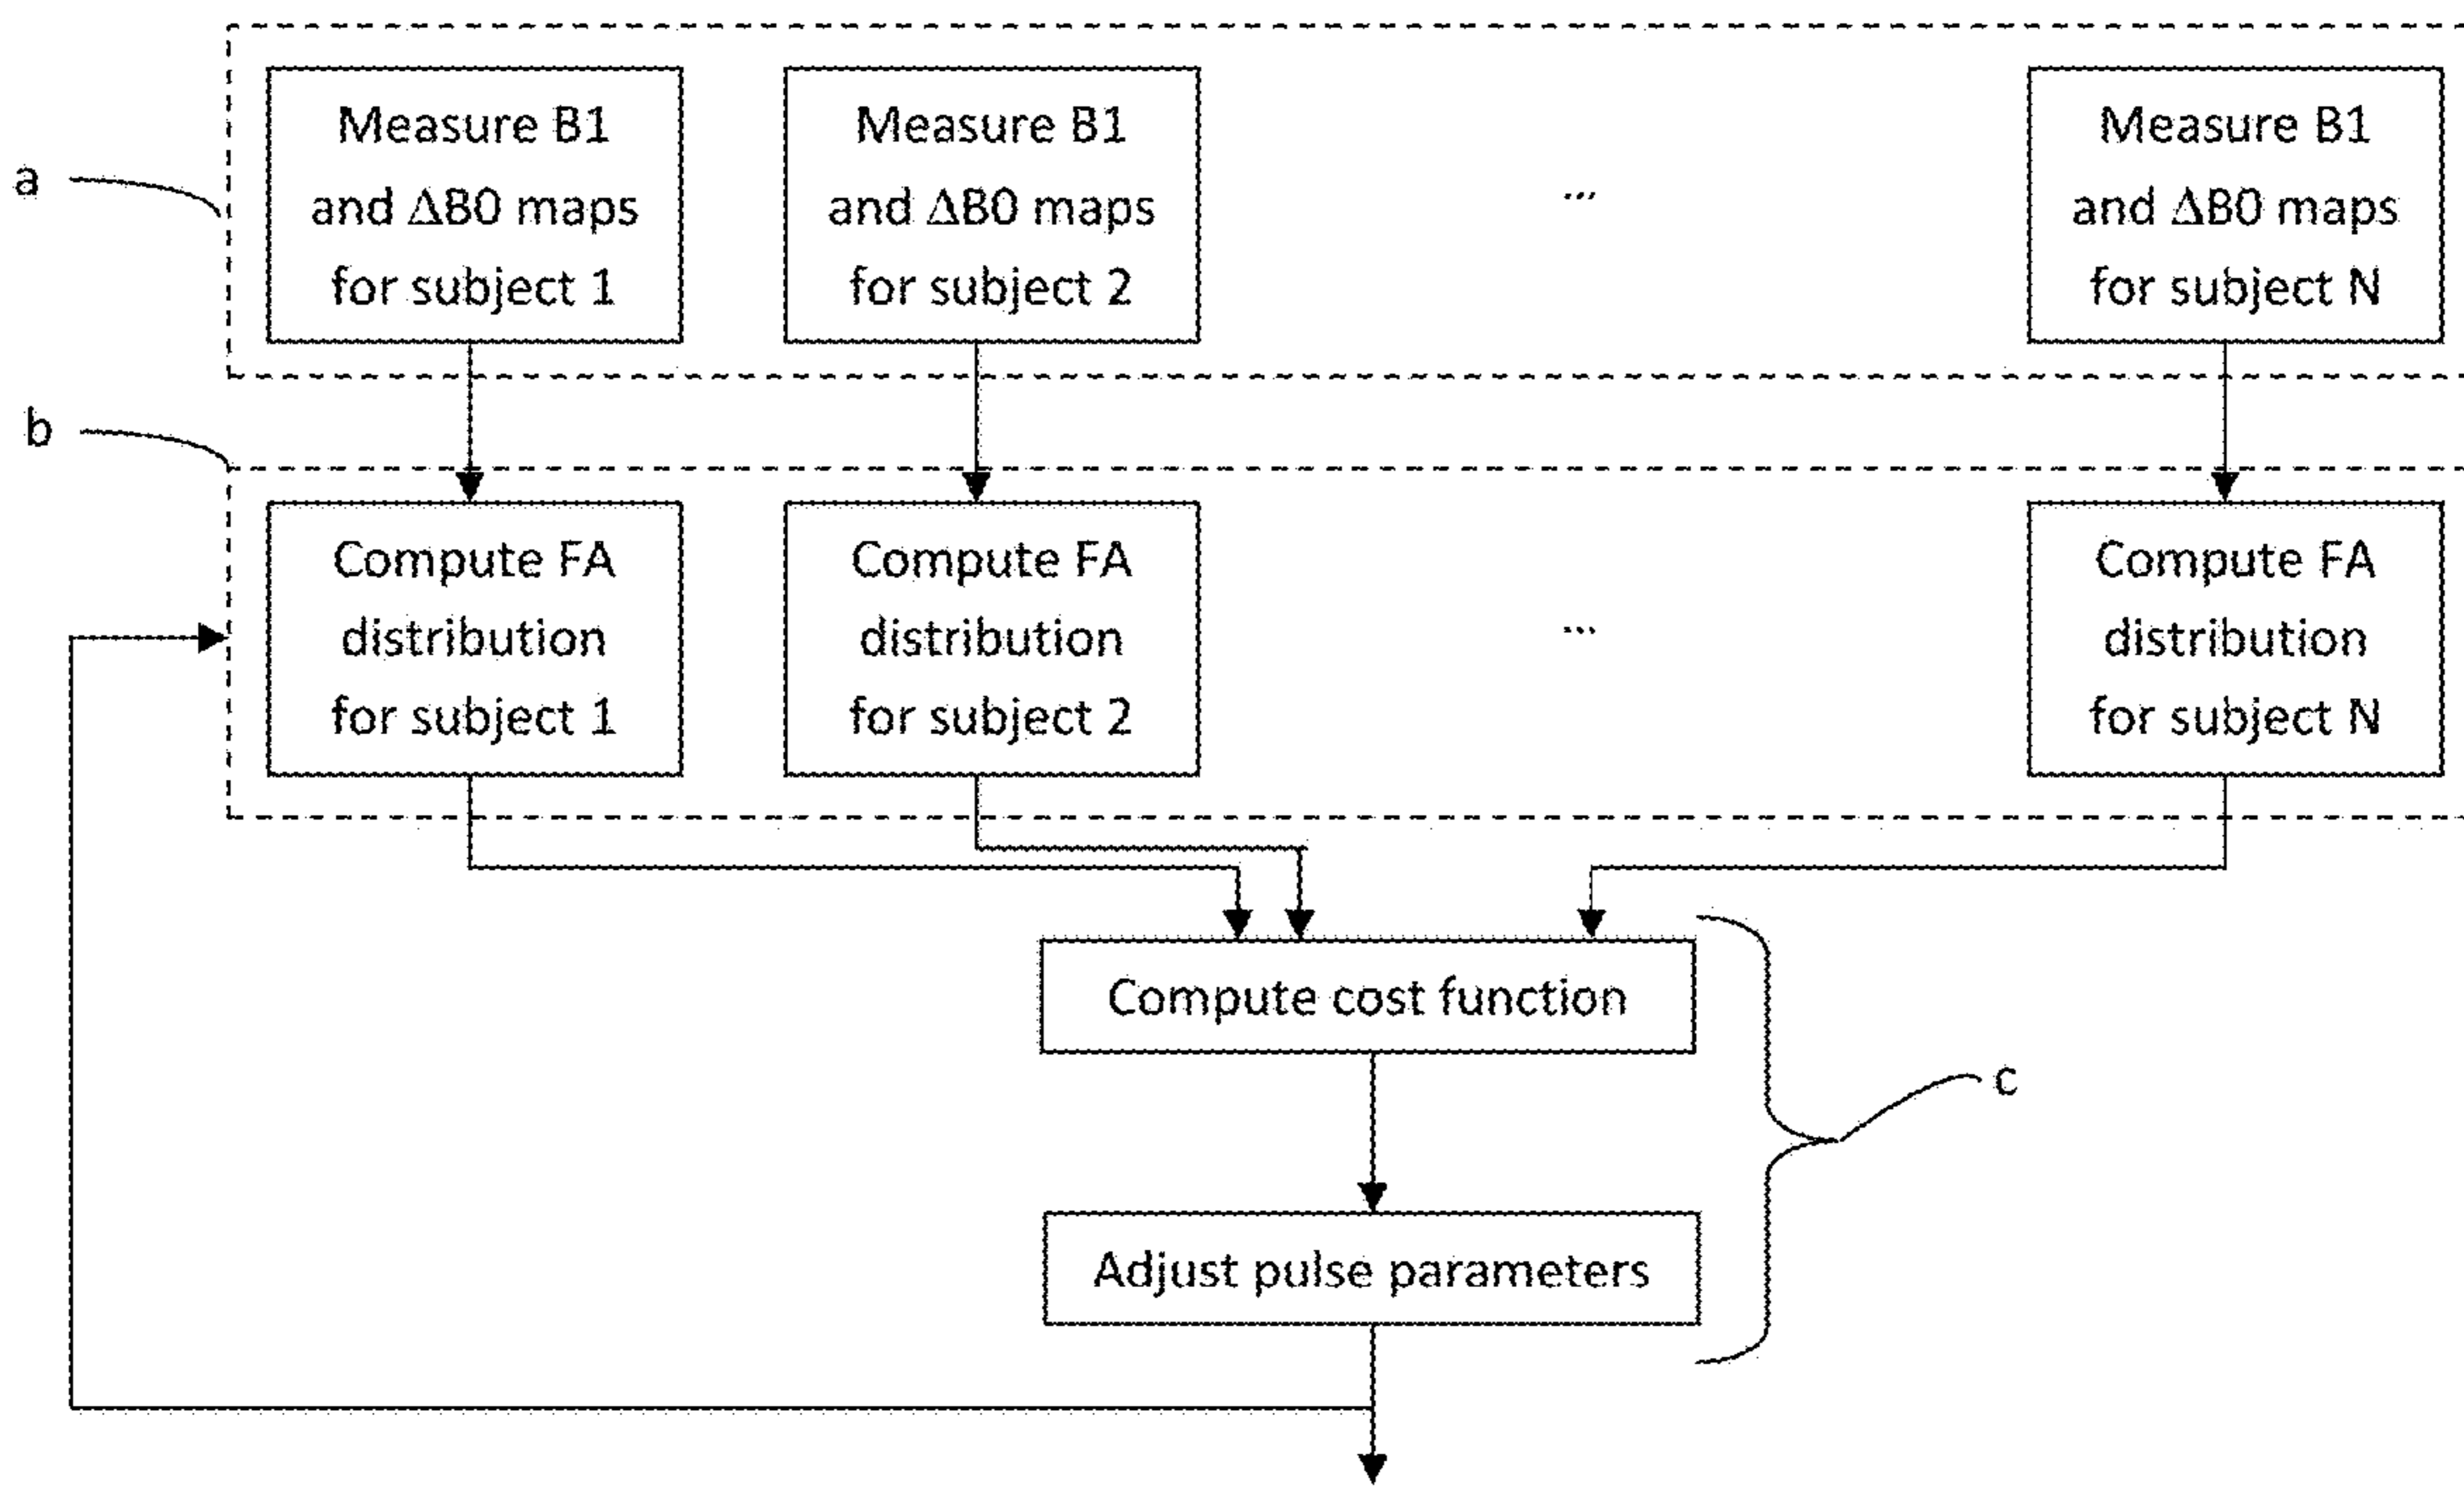 a
Measure B1
and ΔB0 maps
for subject 1
Measure B1
and ΔB0 maps
for subject 2
...
Measure B1
and ΔB0 maps
for subject N
b
Compute FA
distribution
for subject 1
Compute FA
distribution
for subject 2
...
Compute FA
distribution
for subject N
Compute cost function
c
Adjust pulse parameters